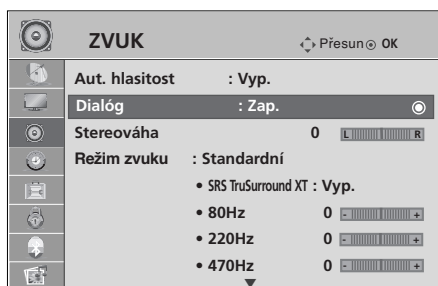 ZVUK Přesun OK
Aut. hlasitost : Vyp.
Dialóg : Zap.
Stereováha 0 L R
Režim zvuku : Standardní
• SRS TruSurround XT : Vyp.
• 80Hz 0 - +
• 220Hz 0 - +
• 470Hz 0 - +